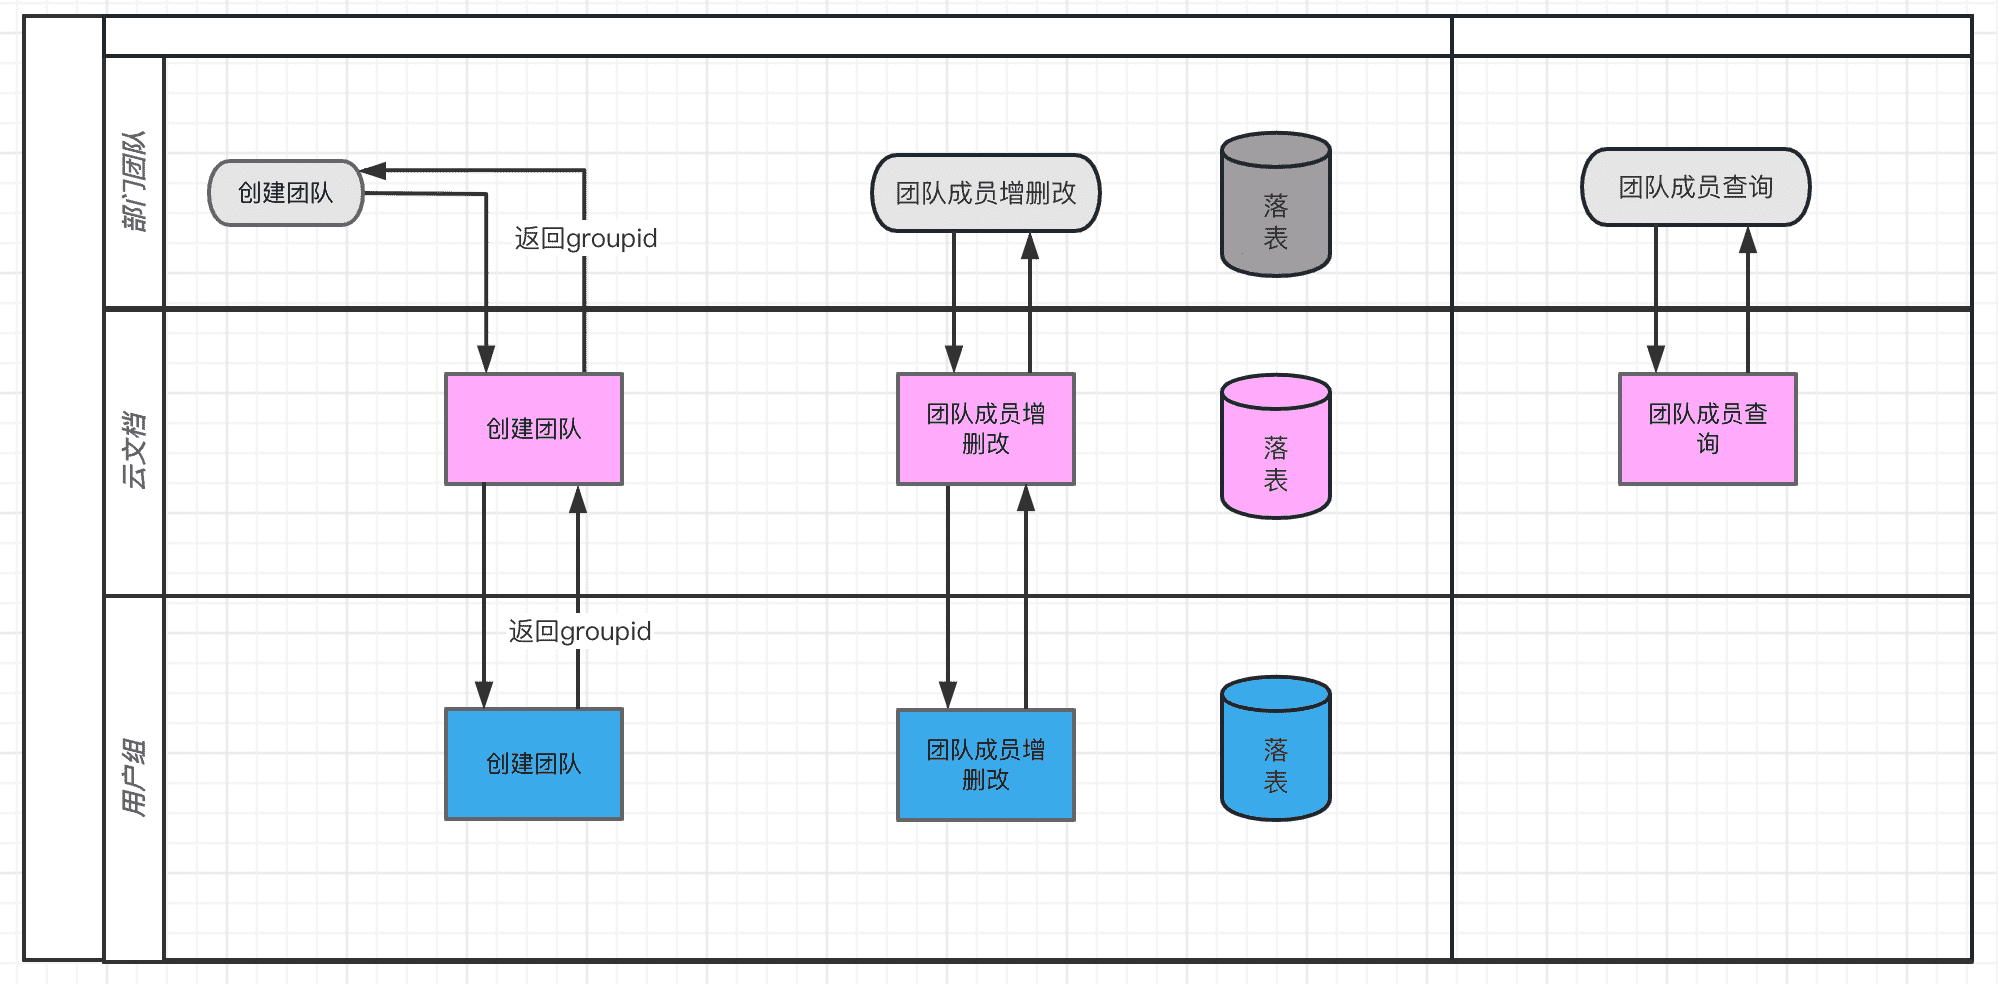 部门团队
创建团队
返回groupid
团队成员增删改
落
表
团队成员查询
云文档
创建团队
团队成员增
删改
落
表
团队成员查
询
用户组
返回groupid
创建团队
团队成员增
删改
落
表